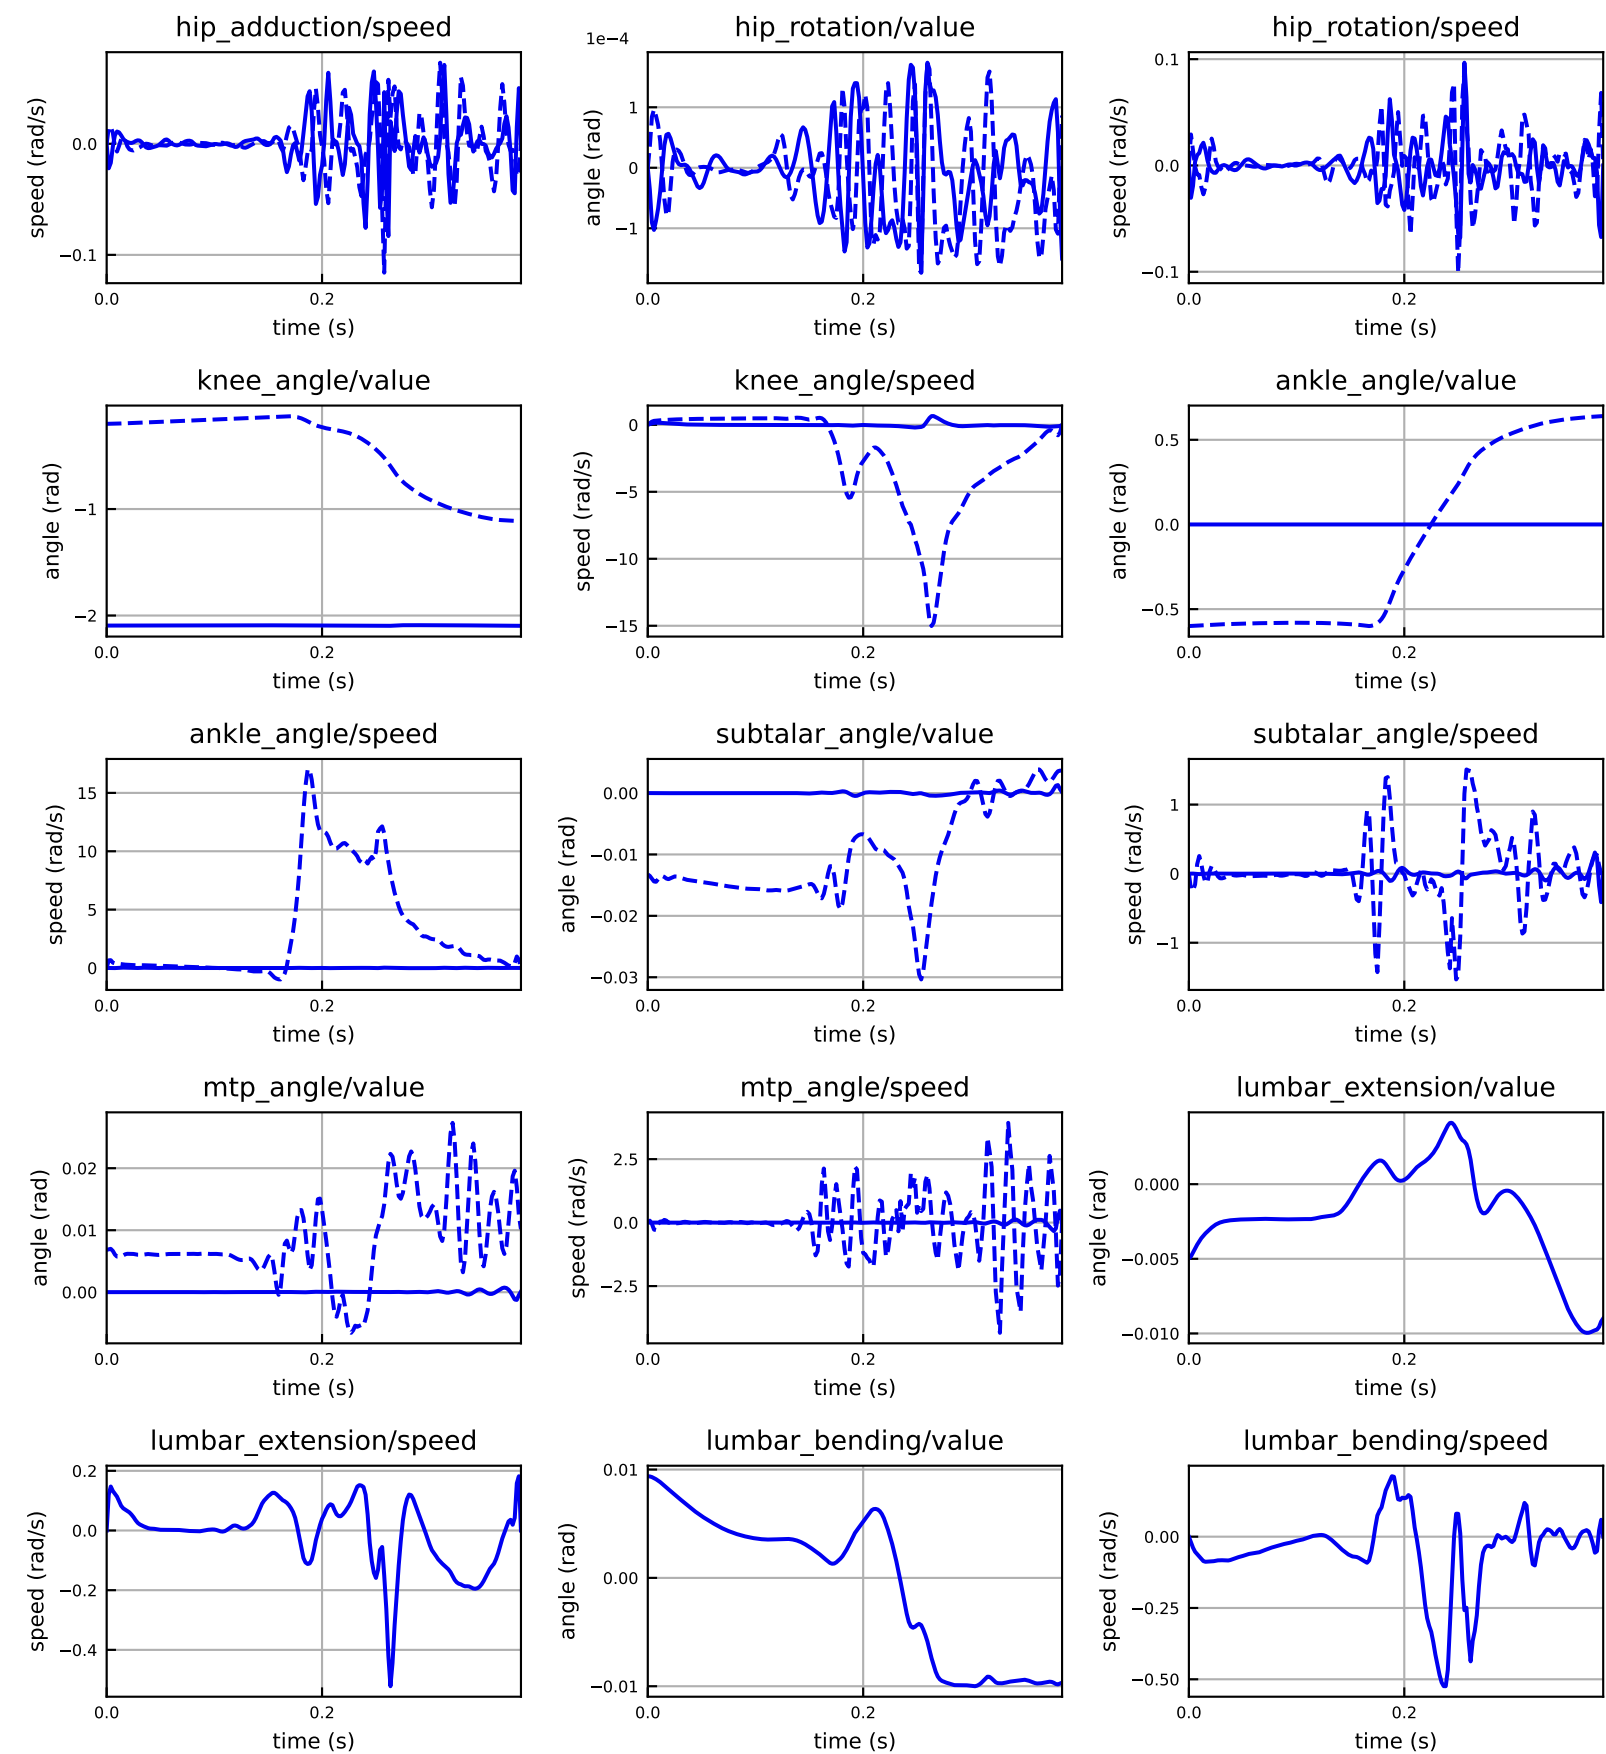 hip_adduction/speed
speed (rad/s)
0.0
−0.1
0.0
0.2
time (s)
hip_rotation/value
1e−4
angle (rad)
1
0
−1
0.0
0.2
time (s)
hip_rotation/speed
speed (rad/s)
0.1
0.0
−0.1
0.0
0.2
time (s)
knee_angle/value
angle (rad)
−1
−2
0.0
0.2
time (s)
knee_angle/speed
speed (rad/s)
0
−5
−10
−15
0.0
0.2
time (s)
ankle_angle/value
angle (rad)
0.5
0.0
−0.5
0.0
0.2
time (s)
ankle_angle/speed
speed (rad/s)
15
10
5
0
0.0
0.2
time (s)
subtalar_angle/value
angle (rad)
0.00
−0.01
−0.02
−0.03
0.0
0.2
time (s)
subtalar_angle/speed
speed (rad/s)
1
0
−1
0.0
0.2
time (s)
mtp_angle/value
angle (rad)
0.02
0.01
0.00
0.0
0.2
time (s)
mtp_angle/speed
speed (rad/s)
2.5
0.0
−2.5
0.0
0.2
time (s)
lumbar_extension/value
angle (rad)
0.000
−0.005
−0.010
0.0
0.2
time (s)
lumbar_extension/speed
speed (rad/s)
0.2
0.0
−0.2
−0.4
0.0
0.2
time (s)
lumbar_bending/value
angle (rad)
0.01
0.00
−0.01
0.0
0.2
time (s)
lumbar_bending/speed
speed (rad/s)
0.00
−0.25
−0.50
0.0
0.2
time (s)